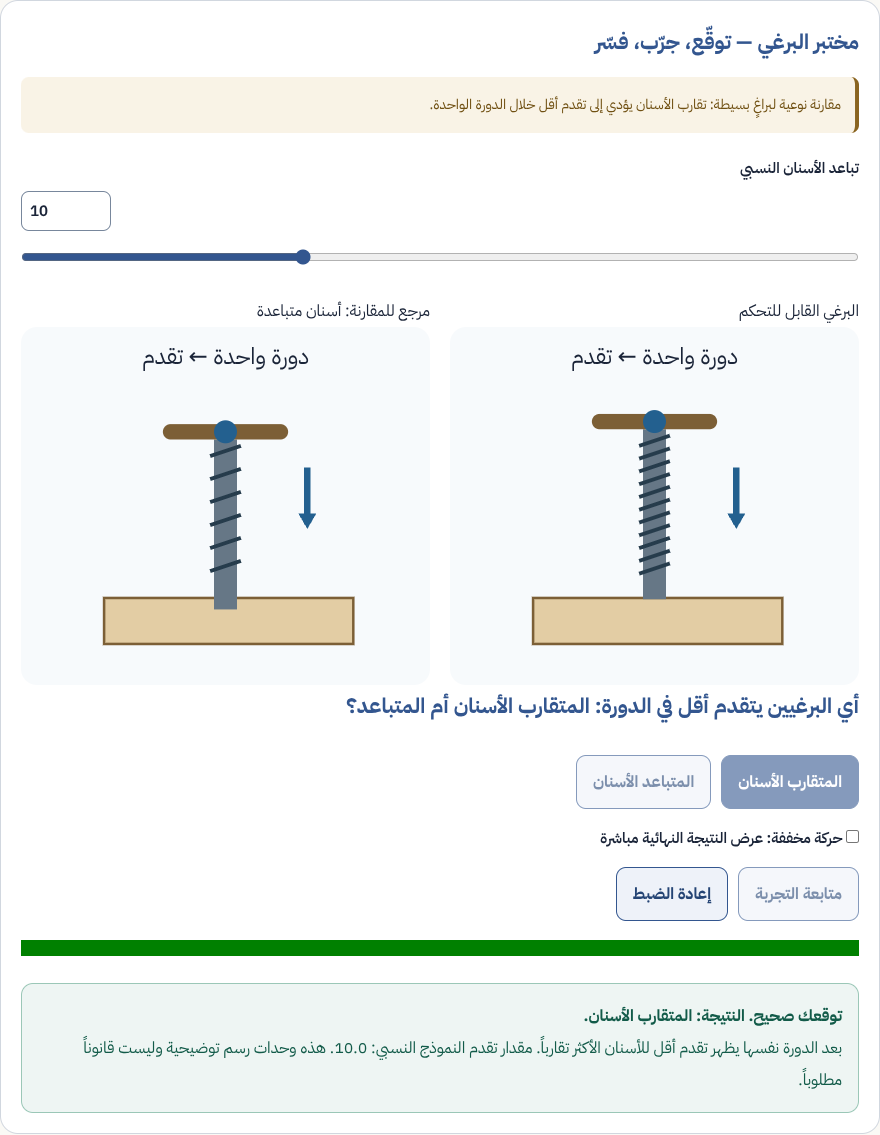 مختبر البرغي — توقّع، جرّب، فسّر
مقارنة نوعية لبراغٍ بسيطة: تقارب الأسنان يؤدي إلى تقدم أقل خلال الدورة الواحدة.
تباعد الأسنان النسبي
10
البرغي القابل للتحكم
دورة واحدة ← تقدم
مرجع للمقارنة: أسنان متباعدة
دورة واحدة ← تقدم
أي البرغيين يتقدم أقل في الدورة: المتقارب الأسنان أم المتباعد؟
المتقارب الأسنان
المتباعد الأسنان
حركة مخففة: عرض النتيجة النهائية مباشرة
متابعة التجربة
إعادة الضبط
توقعك صحيح. النتيجة: المتقارب الأسنان.
بعد الدورة نفسها يظهر تقدم أقل للأسنان الأكثر تقارباً. مقدار تقدم النموذج النسبي: 10.0. هذه وحدات رسم توضيحية وليست قانوناً
مطلوباً.